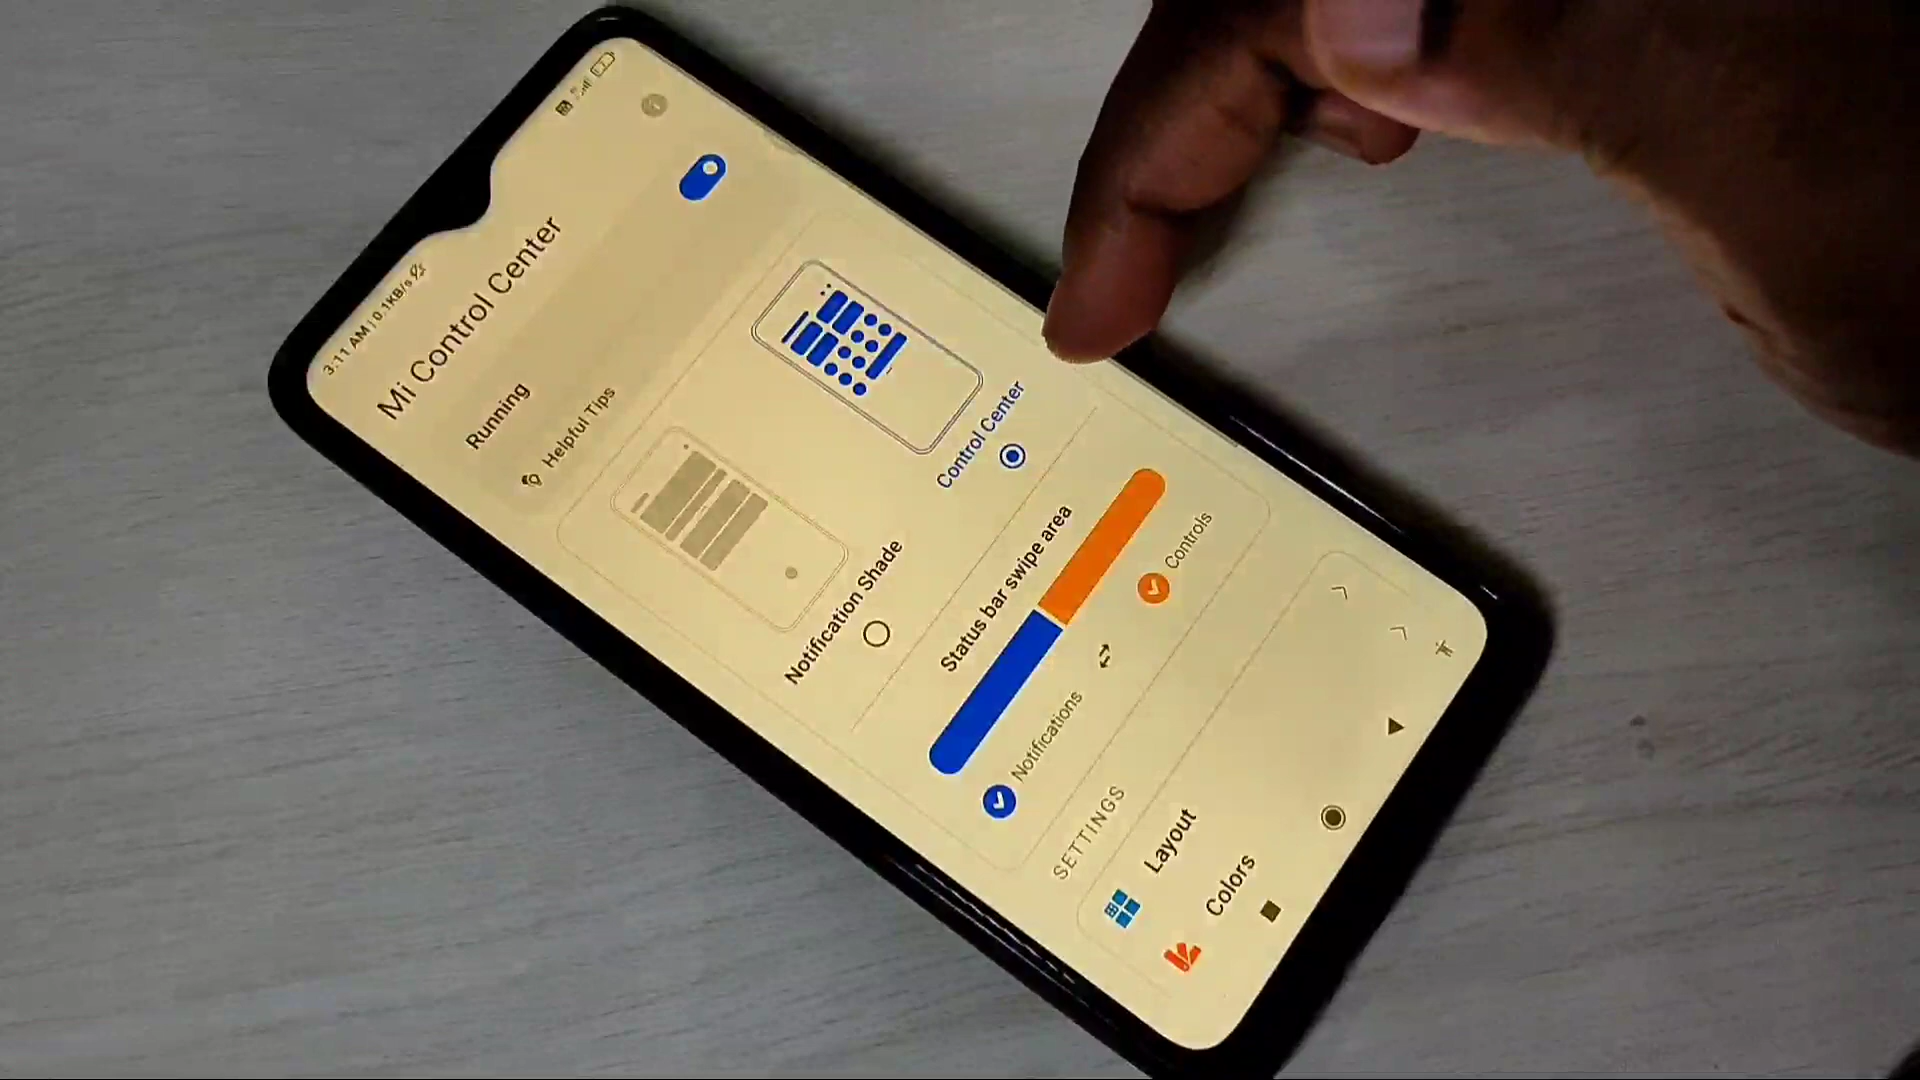 3:11 AM | 0.1KB/s
Mi Control Center
Running
Helpful Tips
Notification Shade
Control Center
Status bar swipe area
Notifications
Controls
SETTINGS
Layout
Colors